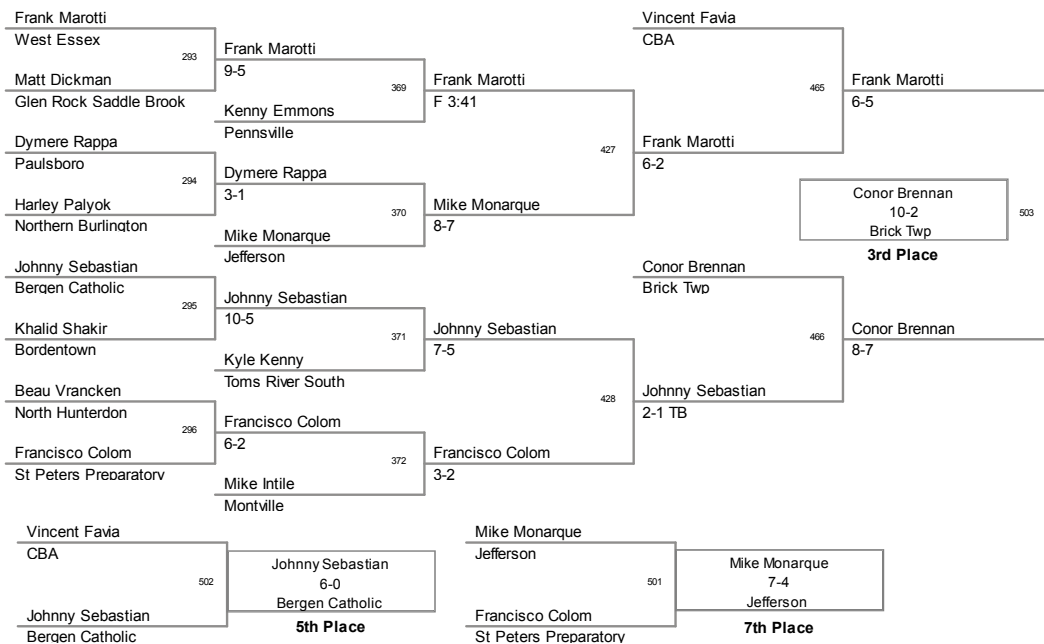 Frank Marotti
West Essex
293
Matt Dickman
Glen Rock Saddle Brook
Dymere Rappa
Paulsboro
294
Harley Palyok
Northern Burlington
Johnny Sebastian
Bergen Catholic
295
Khalid Shakir
Bordentown
Beau Vrancken
North Hunterdon
296
Francisco Colom
St Peters Preparatory
Frank Marotti
9-5
369
Kenny Emmons
Pennsville
Dymere Rappa
3-1
370
Mike Monarque
Jefferson
Johnny Sebastian
10-5
371
Kyle Kenny
Toms River South
Francisco Colom
6-2
372
Mike Intile
Montville
Frank Marotti
F 3:41
427
Mike Monarque
8-7
Johnny Sebastian
7-5
428
Francisco Colom
3-2
Vincent Favia
CBA
465
Frank Marotti
6-2
Conor Brennan
Brick Twp
466
Johnny Sebastian
2-1 TB
Frank Marotti
6-5
Conor Brennan
10-2
Brick Twp
503
3rd Place
Conor Brennan
8-7
Vincent Favia
CBA
502
Johnny Sebastian
Bergen Catholic
Johnny Sebastian
6-0
Bergen Catholic
5th Place
Mike Monarque
Jefferson
501
Francisco Colom
St Peters Preparatory
Mike Monarque
7-4
Jefferson
7th Place